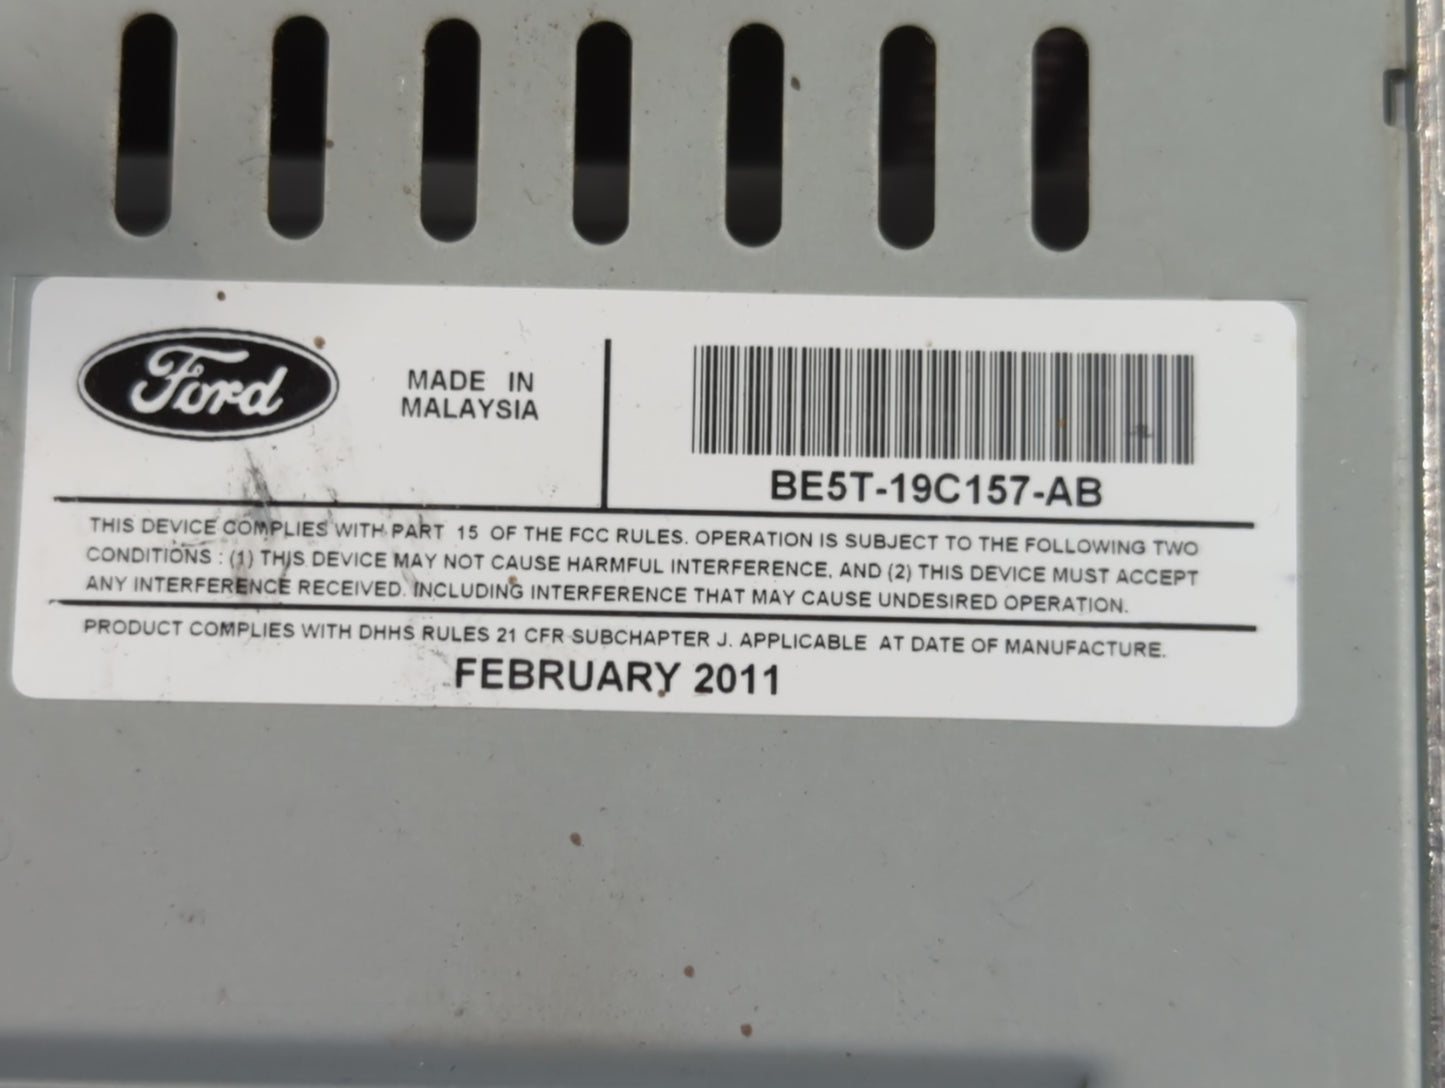 Ford
MADE IN
MALAYSIA
BE5T-19C157-AB
THIS DEVICE COMPLIES WITH PART 15 OF THE FCC RULES. OPERATION IS SUBJECT TO THE FOLLOWING TWO
CONDITIONS : (1) THIS DEVICE MAY NOT CAUSE HARMFUL INTERFERENCE, AND (2) THIS DEVICE MUST ACCEPT
ANY INTERFERENCE RECEIVED. INCLUDING INTERFERENCE THAT MAY CAUSE UNDESIRED OPERATION.
PRODUCT COMPLIES WITH DHHS RULES 21 CFR SUBCHAPTER J. APPLICABLE AT DATE OF MANUFACTURE.
FEBRUARY 2011